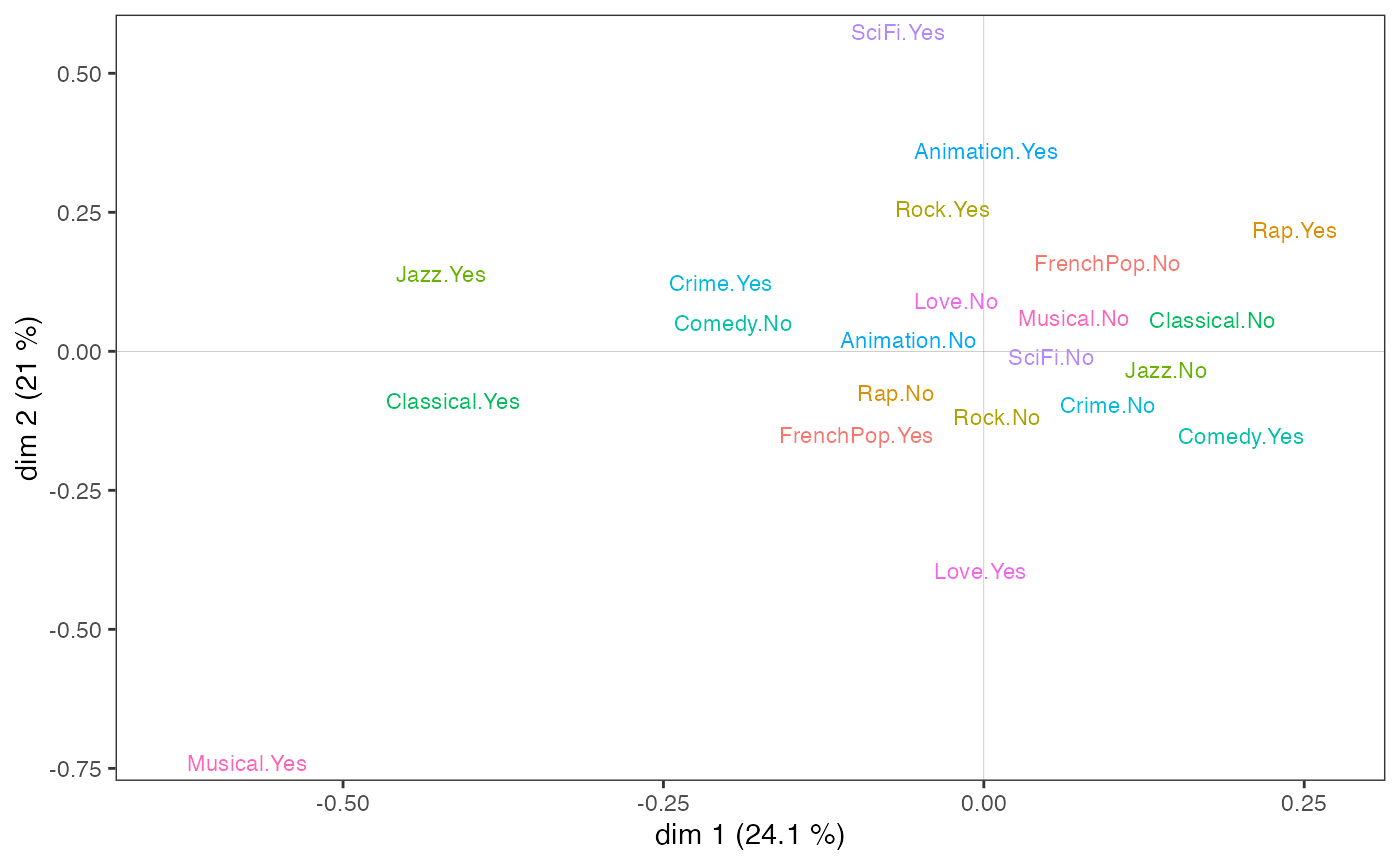 SciFi.Yes
0.50
Animation.Yes
Rock.Yes
0.25
Rap.Yes
FrenchPop.No
Jazz.Yes
Crime.Yes
Love.No
Musical.No
Classical.No
Comedy.No
Animation.No
0.00
SciFi.No
Jazz.No
Rap.No
Classical.Yes
Crime.No
Rock.No
FrenchPop.Yes
Comedy.Yes
dim 2 (21 %)
-0.25
Love.Yes
-0.50
Musical.Yes
-0.75
-0.50 -0.25 0.00 0.25
dim 1 (24.1 %)